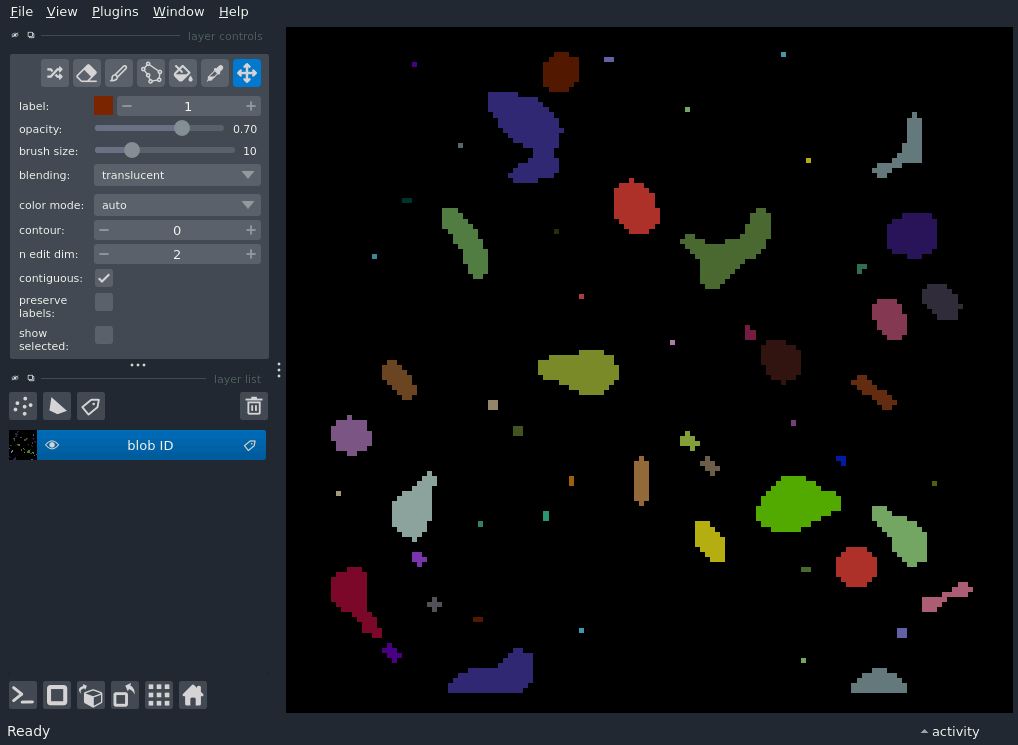 File View Plugins Window Help
layer controls
label: 1
opacity: 0.70
brush size: 10
blending: translucent
color mode: auto
contour: 0
n edit dim: 2
contiguous:
preserve
labels:
show
selected:
layer list
blob ID
Ready
activity